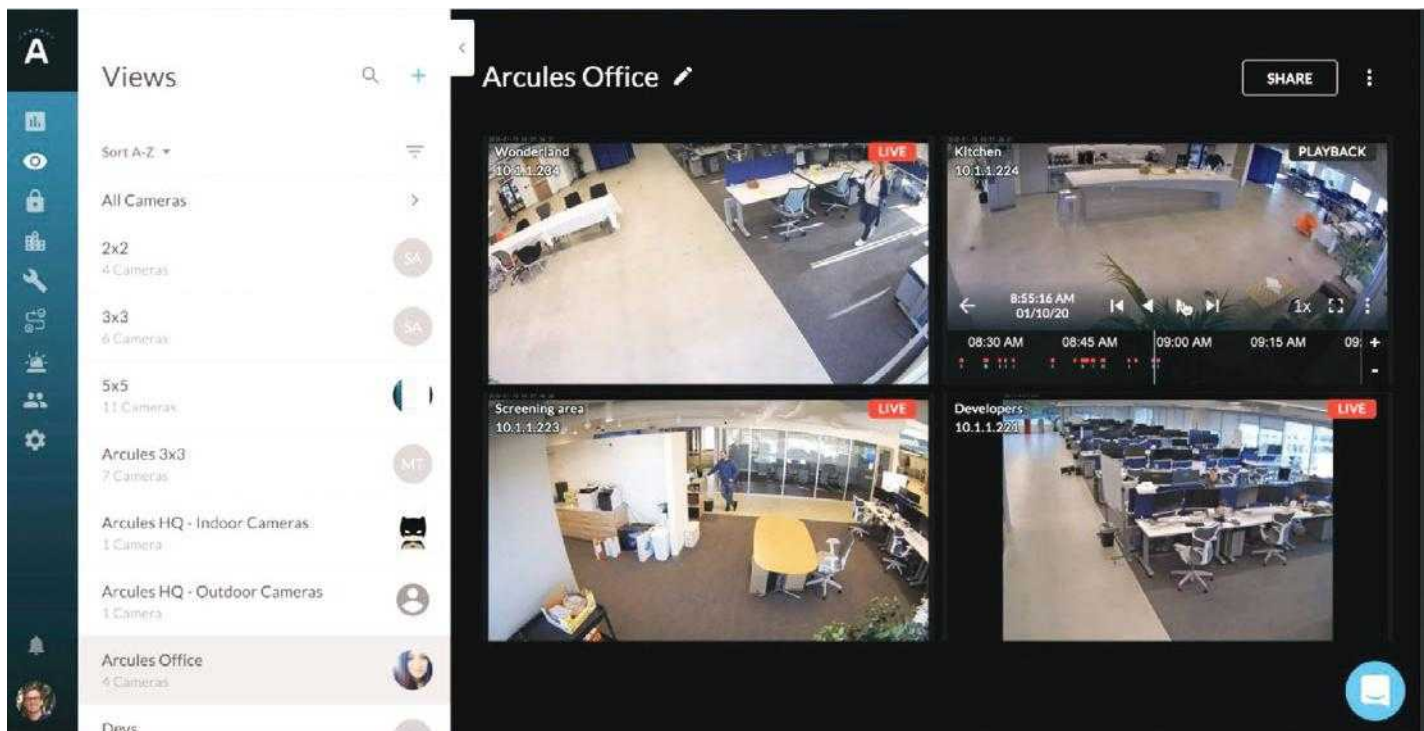 A
Views
Sort A-Z
All Cameras
2x2
4 Cameras
SA
3x3
6 Cameras
SA
5x5
11 Cameras
Arcules 3x3
7 Cameras
MT
Arcules HQ - Indoor Cameras
1 Camera
Arcules HQ - Outdoor Cameras
1 Camera
Arcules Office
4 Cameras
Devs
Arcules Office
SHARE
Wonderland
10.1.1.234
LIVE
Kitchen
10.1.1.224
PLAYBACK
8:55:16 AM
01/10/20
1x
08:30 AM 08:45 AM 09:00 AM 09:15 AM 09:
Screening area
10.1.1.223
LIVE
Developers
10.1.1.221
LIVE